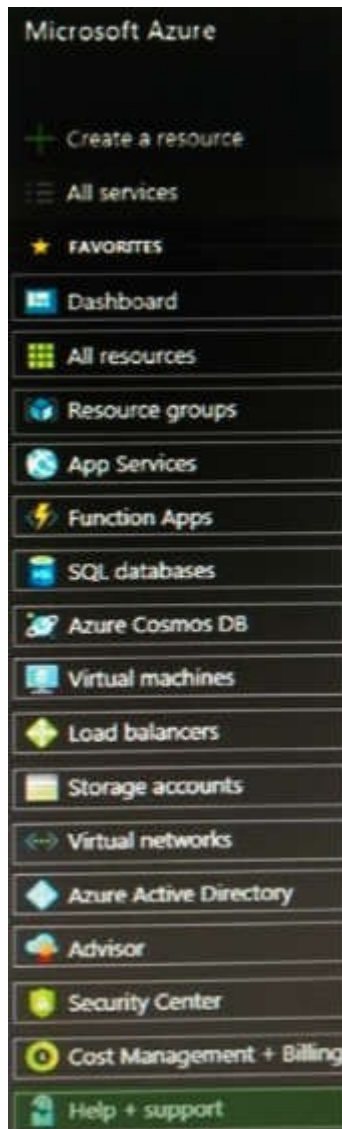 Microsoft Azure
Create a resource
All services
FAVORITES
Dashboard
All resources
Resource groups
App Services
Function Apps
SQL databases
Azure Cosmos DB
Virtual machines
Load balancers
Storage accounts
Virtual networks
Azure Active Directory
Advisor
Security Center
Cost Management + Billing
Help + support